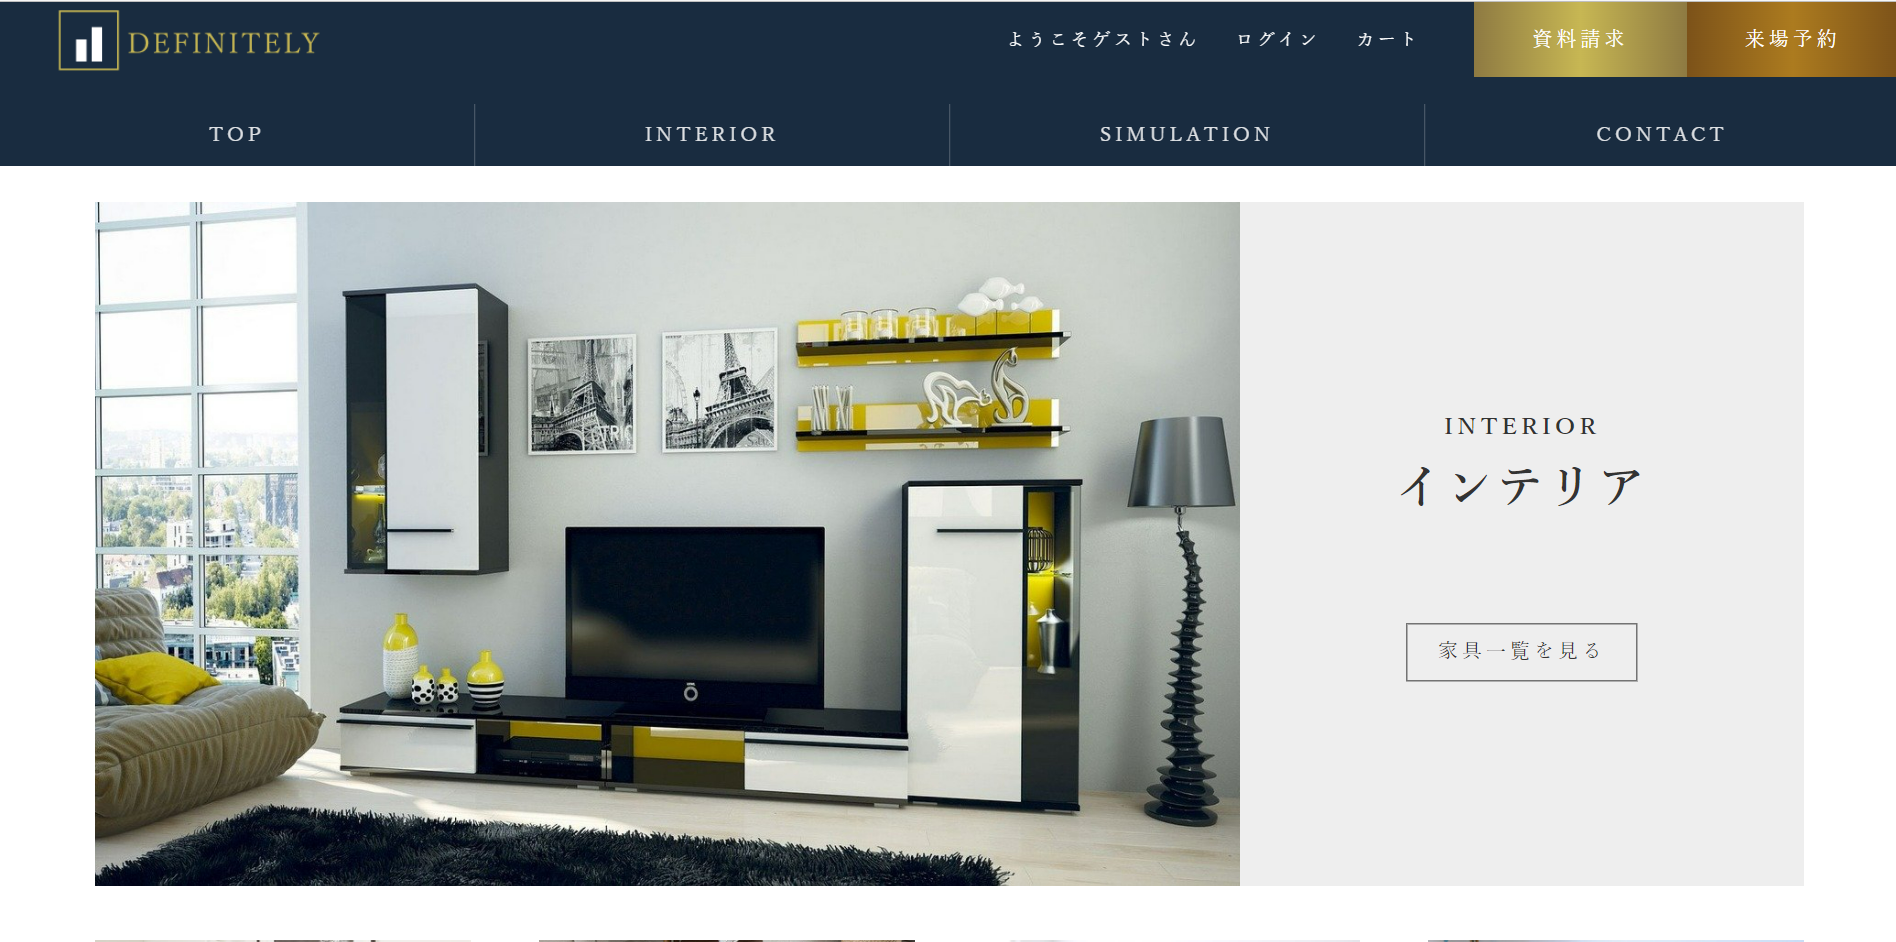 DEFINITELY
ようこそゲストさん ログイン カート 資料請求 来場予約
TOP INTERIOR SIMULATION CONTACT
INTERIOR
インテリア
家具一覧を見る